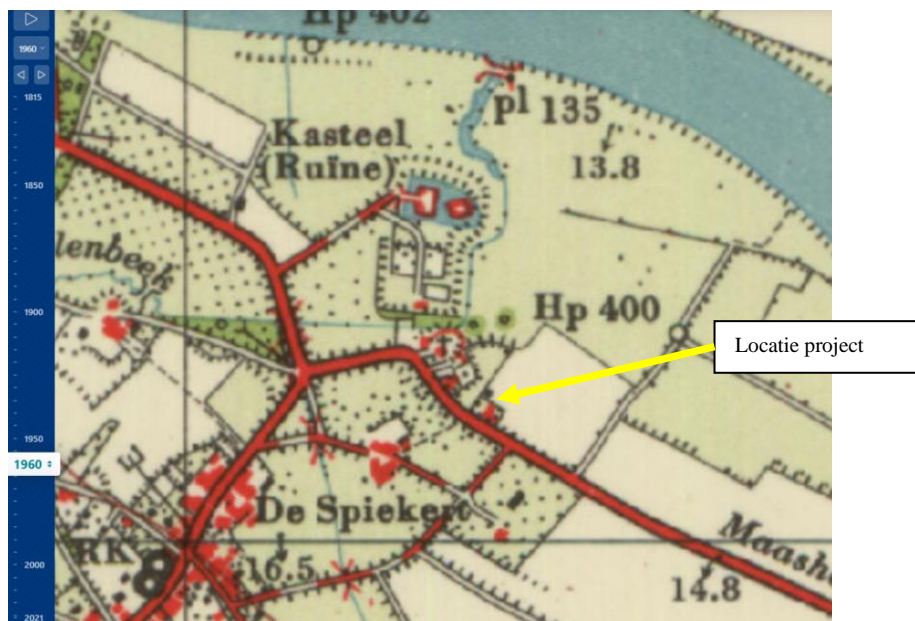 Hp 402
1960
1815
1850
1900
1950
1960
2000
2021
pl 135
13.8
Kasteel
(Ruïne)
lenbeek
Hp 400
Locatie project
De Spiekert
RK
16.5
Maashe
14.8